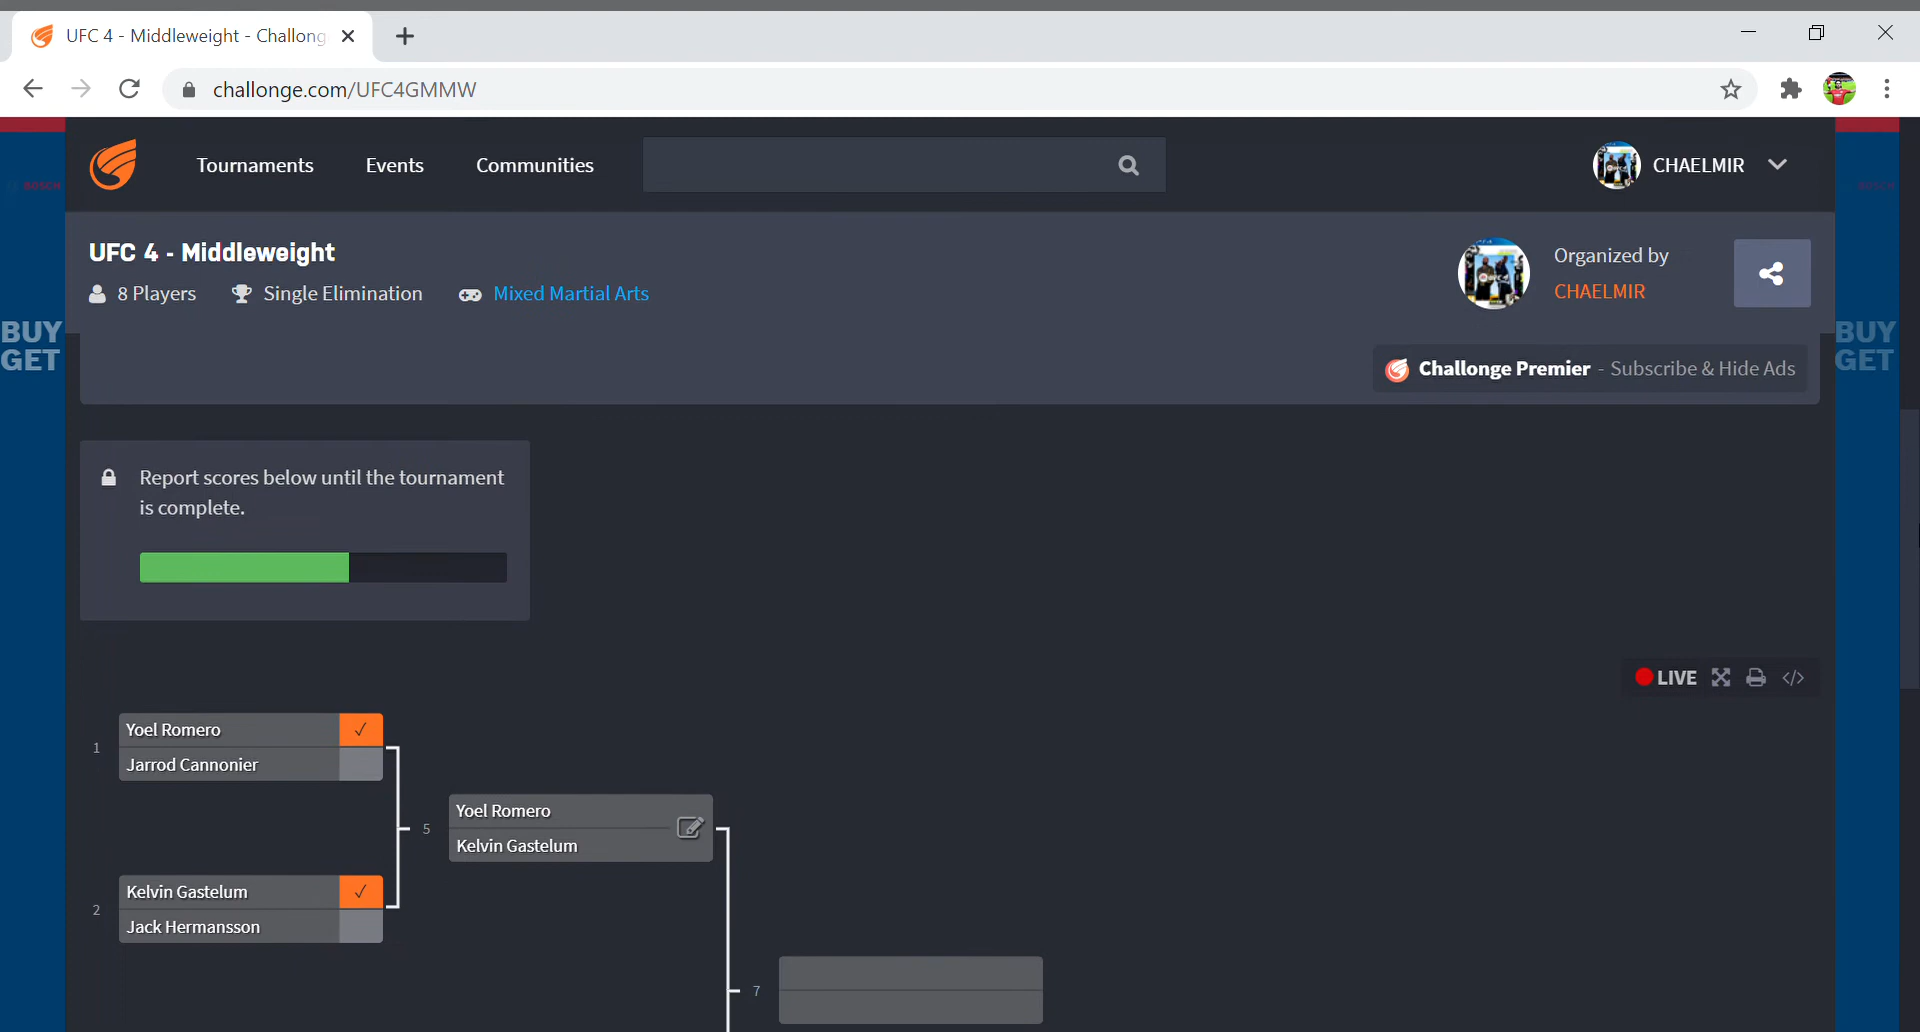 UFC 4 - Middleweight - Challong
challonge.com/UFC4GMMW
Tournaments
Events
Communities
CHAELMIR
UFC 4 - Middleweight
8 Players
Single Elimination
Mixed Martial Arts
Organized by
CHAELMIR
BUY
GET
BUY
GET
BOSCH
Challonge Premier - Subscribe & Hide Ads
Report scores below until the tournament
is complete.
LIVE
1
Yoel Romero ✓
Jarrod Cannonier
5
Yoel Romero
Kelvin Gastelum
2
Kelvin Gastelum ✓
Jack Hermansson
7